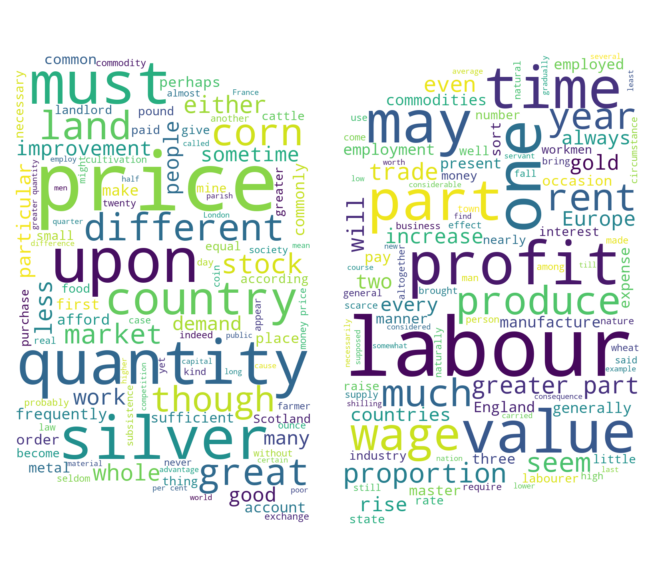 common
commodity
must
perhaps
almost
France
necessary
landlord
pound
either
cattle
another
land
paid
give
corn
called
improvement
people
sometime
employ
cultivation
might
half
men
greater quantity
price
particular
make
mine
parish
greater
commonly
twenty
small
quarter
London
different
difference
equal
society
mean
upon
day
stock
according
less
food
coin
country
first
case
appear
money price
purchase
real
afford
demand
market
indeed
place
yet
capital
public
kind
long
quantity
higher
cause
probably
work
subsistence
competition
though
frequently
law
sufficient
Scotland
farmer
silver
order
ounce
many
become
metal
material
never
without
whole
advantage
certain
great
seldom
thing
per cent
good
poor
world
account
exchange
several
average
time
employed
even
natural
gradually
least
commodities
may
year
use
number
come
employment
well
sort
always
circumstance
worth
servant
workmen
low
trade
present
bring
gold
considerable
money
fall
one
part
occasion
rent
town
will
find
Europe
business
effect
increase
nearly
interest
pay
new
made
course
altogether
man
among
till
two
profit
expense
general
brought
scarce
every
produce
person
manufacture
nature
considered
necessarily
supposed
somewhat
naturally
wheat
labour
said
example
raise
supply
much
greater part
consequence
shilling
countries
England
generally
carried
wage
value
industry
nation
three
seem
little
proportion
master
labourer
high
last
still
require
lower
rise
rate
state